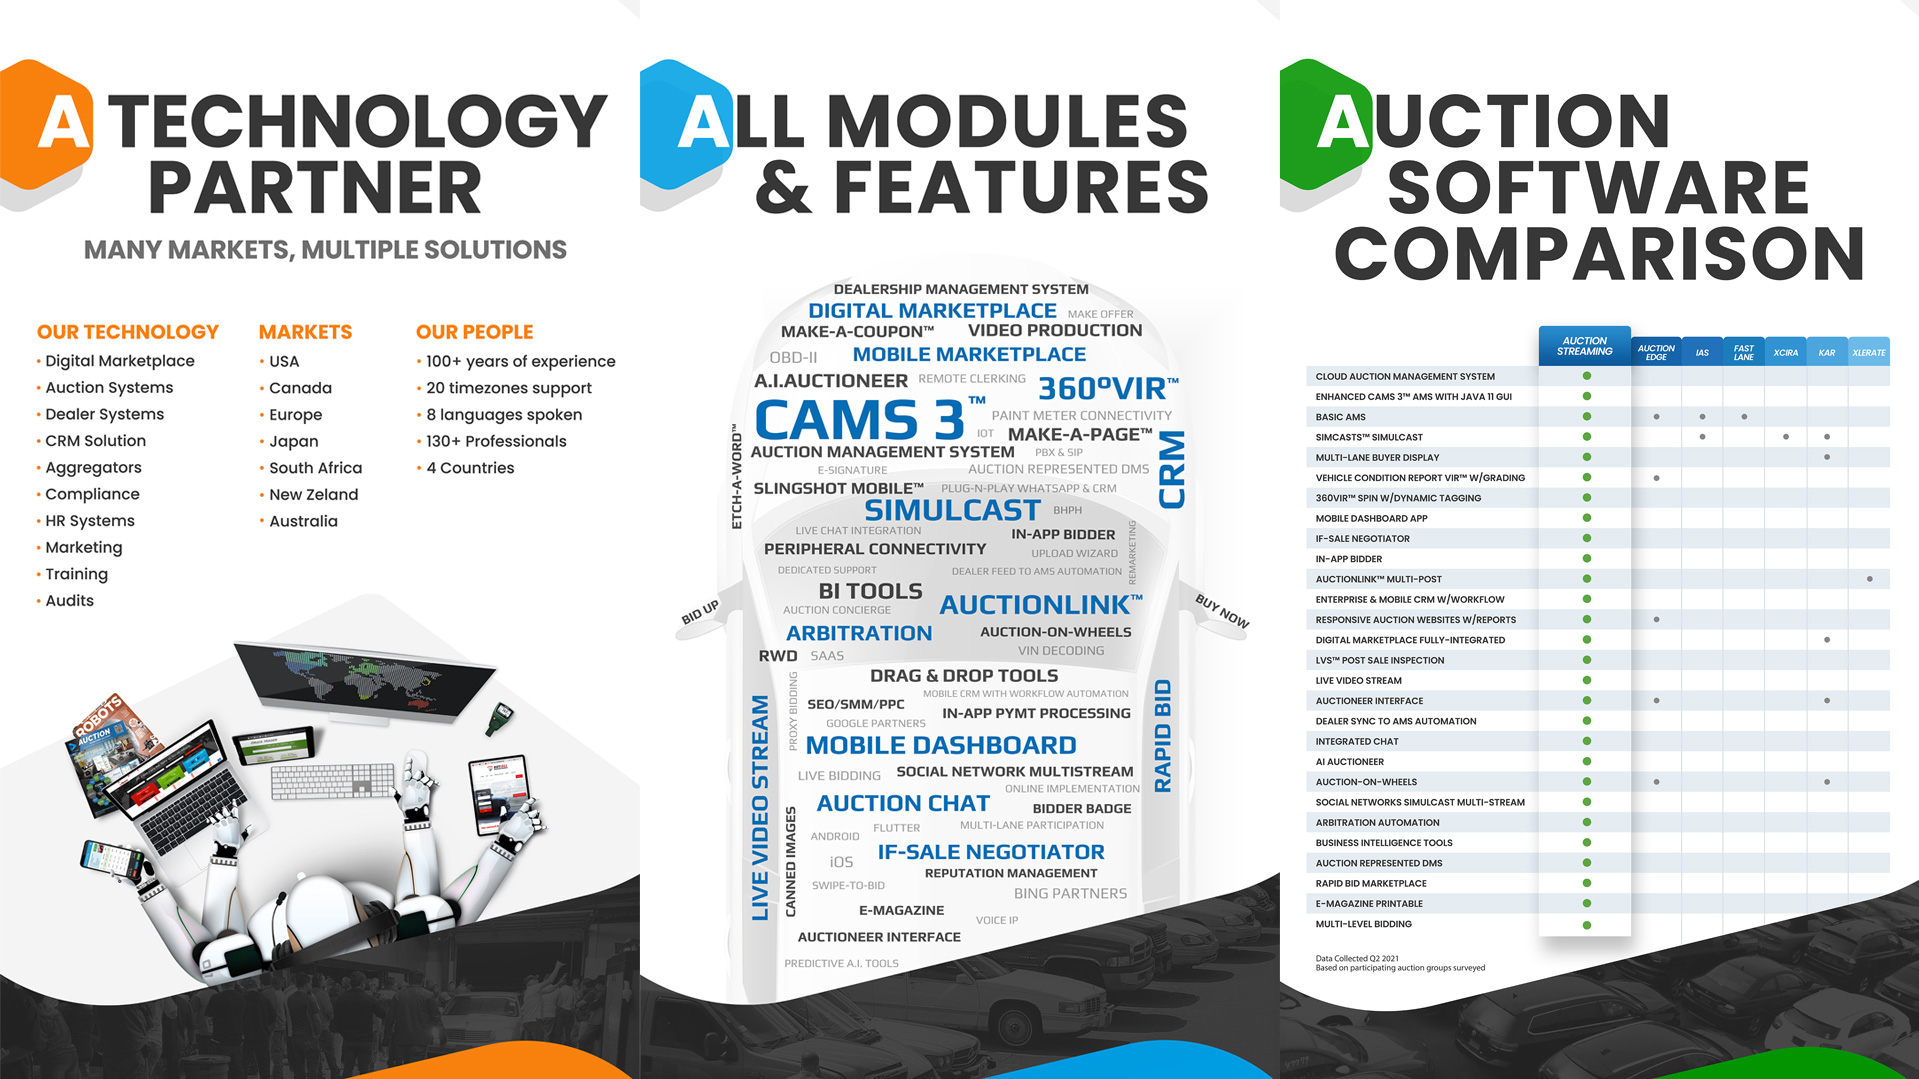 A TECHNOLOGY
PARTNER
MANY MARKETS, MULTIPLE SOLUTIONS
OUR TECHNOLOGY
• Digital Marketplace
• Auction Systems
• Dealer Systems
• CRM Solution
• Aggregators
• Compliance
• HR Systems
• Marketing
• Training
• Audits
MARKETS
• USA
• Canada
• Europe
• Japan
• South Africa
• New Zeland
• Australia
OUR PEOPLE
• 100+ years of experience
• 20 timezones support
• 8 languages spoken
• 130+ Professionals
• 4 Countries
ROBOTS
AUCTION
ALL MODULES
& FEATURES
DEALERSHIP MANAGEMENT SYSTEM
DIGITAL MARKETPLACE MAKE OFFER
MAKE-A-COUPON™ VIDEO PRODUCTION
OBD-II MOBILE MARKETPLACE
A.I.AUCTIONEER REMOTE CLERKING 360ºVIR™
CAMS 3™ PAINT METER CONNECTIVITY
IOT MAKE-A-PAGE™
ETCH-A-WORD™
CRM
AUCTION MANAGEMENT SYSTEM PBX & SIP
E-SIGNATURE AUCTION REPRESENTED DMS
SLINGSHOT MOBILE™ PLUG-N-PLAY WHATSAPP & CRM
SIMULCAST BHPH
LIVE CHAT INTEGRATION IN-APP BIDDER
PERIPHERAL CONNECTIVITY UPLOAD WIZARD
REMARKETING
DEDICATED SUPPORT DEALER FEED TO AMS AUTOMATION
BI TOOLS
AUCTION CONCIERGE AUCTIONLINK™
BID UP
BUY NOW
ARBITRATION AUCTION-ON-WHEELS
RWD SAAS VIN DECODING
DRAG & DROP TOOLS
PROXY BIDDING
MOBILE CRM WITH WORKFLOW AUTOMATION
SEO/SMM/PPC
GOOGLE PARTNERS IN-APP PYMT PROCESSING
LIVE VIDEO STREAM
RAPID BID
MOBILE DASHBOARD
LIVE BIDDING SOCIAL NETWORK MULTISTREAM
ONLINE IMPLEMENTATION
AUCTION CHAT BIDDER BADGE
CANNED IMAGES
ANDROID FLUTTER MULTI-LANE PARTICIPATION
iOS IF-SALE NEGOTIATOR
REPUTATION MANAGEMENT
SWIPE-TO-BID BING PARTNERS
E-MAGAZINE VOICE IP
AUCTIONEER INTERFACE
PREDICTIVE A.I. TOOLS
AUCTION
SOFTWARE
COMPARISON
AUCTION STREAMING AUCTION EDGE IAS FAST LANE XCIRA KAR XLERATE
CLOUD AUCTION MANAGEMENT SYSTEM
ENHANCED CAMS 3™ AMS WITH JAVA 11 GUI
BASIC AMS
SIMCASTS™ SIMULCAST
MULTI-LANE BUYER DISPLAY
VEHICLE CONDITION REPORT VIR™ W/GRADING
360VIR™ SPIN W/DYNAMIC TAGGING
MOBILE DASHBOARD APP
IF-SALE NEGOTIATOR
IN-APP BIDDER
AUCTIONLINK™ MULTI-POST
ENTERPRISE & MOBILE CRM W/WORKFLOW
RESPONSIVE AUCTION WEBSITES W/REPORTS
DIGITAL MARKETPLACE FULLY-INTEGRATED
LVS™ POST SALE INSPECTION
LIVE VIDEO STREAM
AUCTIONEER INTERFACE
DEALER SYNC TO AMS AUTOMATION
INTEGRATED CHAT
AI AUCTIONEER
AUCTION-ON-WHEELS
SOCIAL NETWORKS SIMULCAST MULTI-STREAM
ARBITRATION AUTOMATION
BUSINESS INTELLIGENCE TOOLS
AUCTION REPRESENTED DMS
RAPID BID MARKETPLACE
E-MAGAZINE PRINTABLE
MULTI-LEVEL BIDDING
Data Collected Q2 2021
Based on participating auction groups surveyed